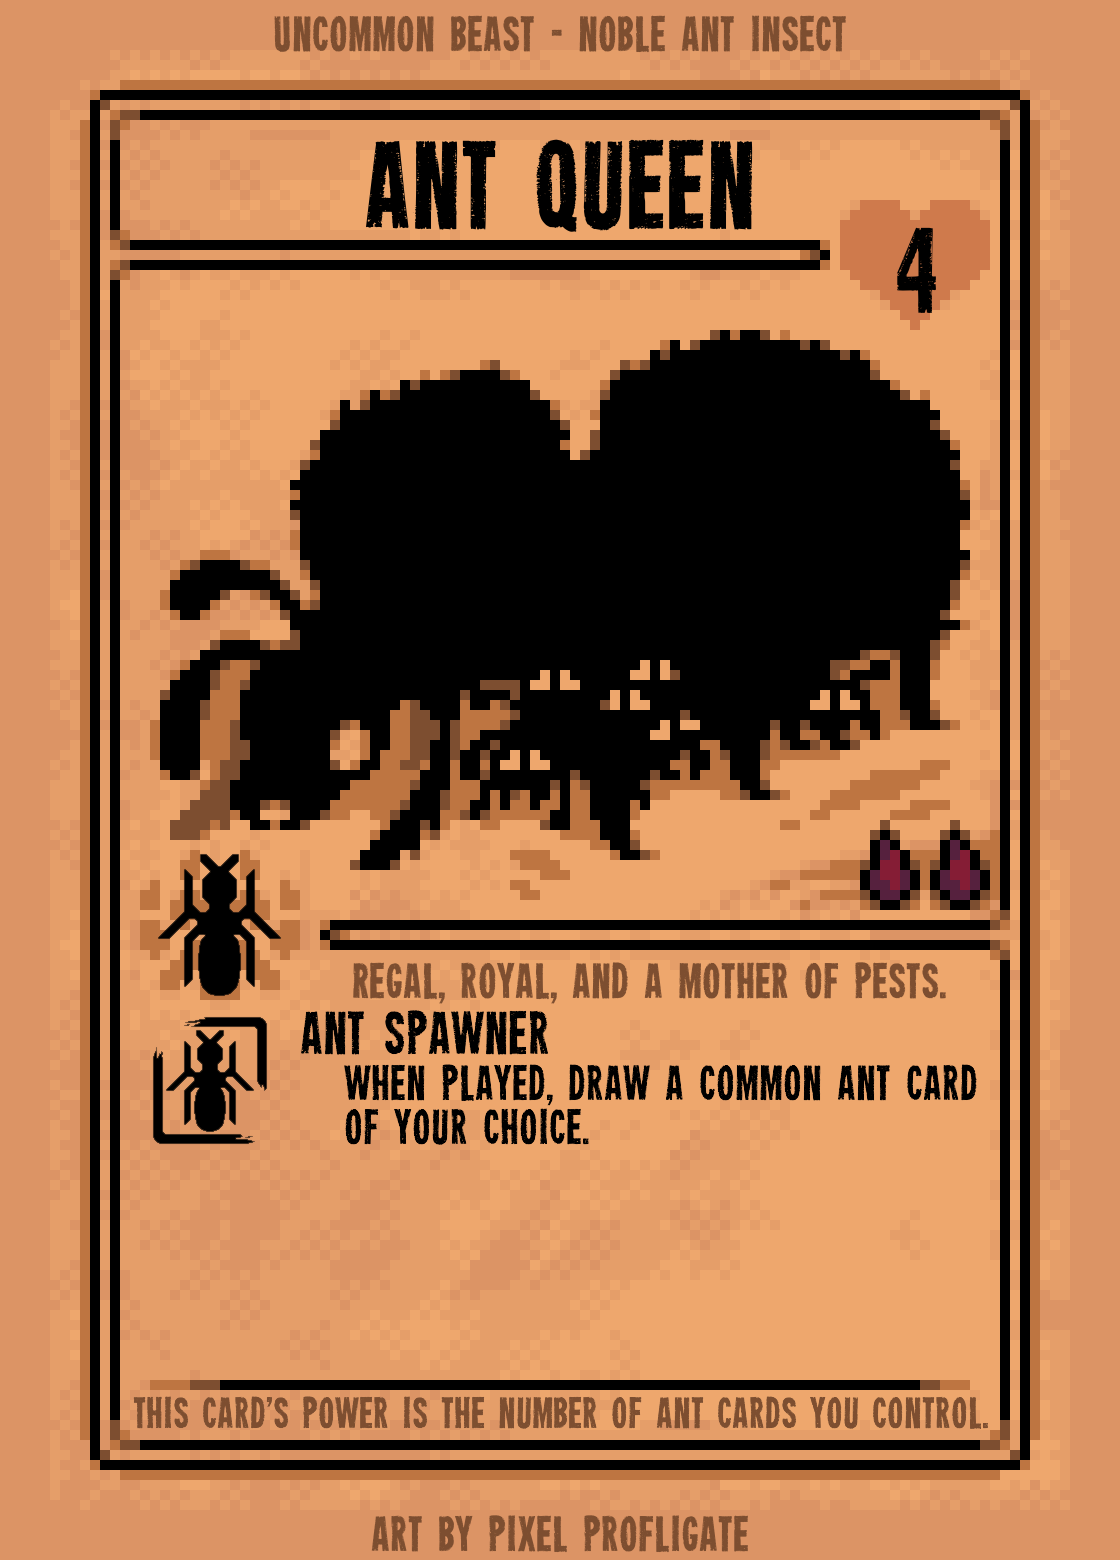 UNCOMMON BEAST - NOBLE ANT INSECT
ANT QUEEN
4
REGAL, ROYAL, AND A MOTHER OF PESTS.
ANT SPAWNER
WHEN PLAYED, DRAW A COMMON ANT CARD
OF YOUR CHOICE.
THIS CARD'S POWER IS THE NUMBER OF ANT CARDS YOU CONTROL.
ART BY PIXEL PROFLIGATE